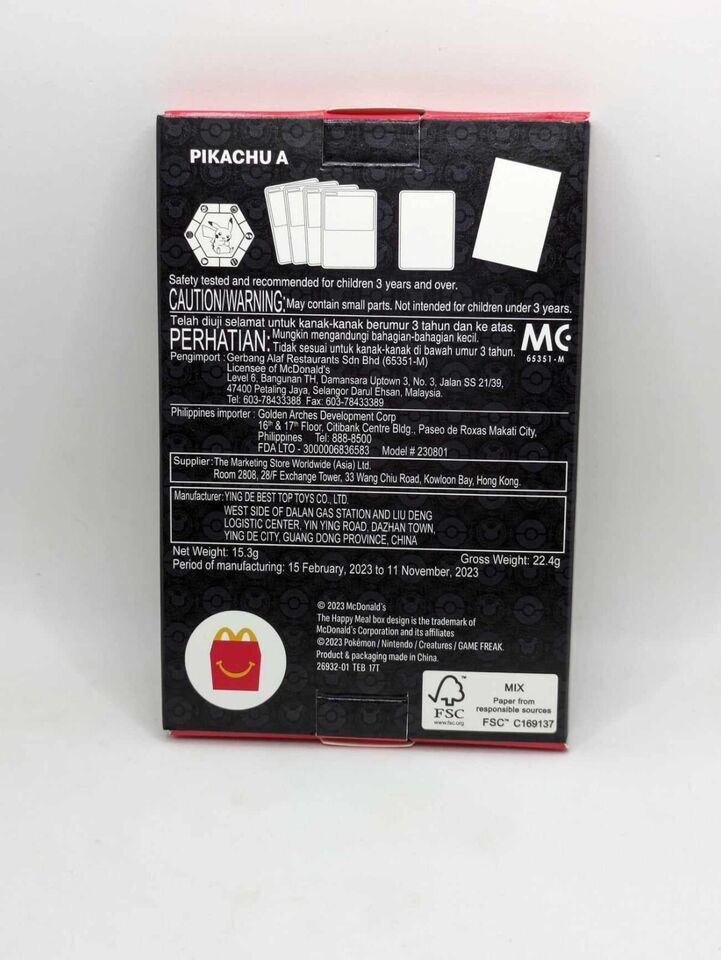 PIKACHU A
Safety tested and recommended for children 3 years and over.
CAUTION/WARNING: May contain small parts. Not intended for children under 3 years.
Telah diuji selamat untuk kanak-kanak berumur 3 tahun dan ke atas.
PERHATIAN: Mungkin mengandungi bahagian-bahagian kecil.
Tidak sesuai untuk kanak-kanak di bawah umur 3 tahun.
MC
65351-M
Pengimport : Gerbang Alaf Restaurants Sdn Bhd (65351-M)
Licensee of McDonald's
Level 6, Bangunan TH, Damansara Uptown 3, No. 3, Jalan SS 21/39,
47400 Petaling Jaya, Selangor Darul Ehsan, Malaysia.
Tel: 603-78433388 Fax: 603-78433389
Philippines importer : Golden Arches Development Corp
16th & 17th Floor, Citibank Centre Bldg., Paseo de Roxas Makati City,
Philippines Tel: 888-8500
FDA LTO - 3000006836583 Model # 230801
Supplier: The Marketing Store Worldwide (Asia) Ltd.
Room 2808, 28/F Exchange Tower, 33 Wang Chiu Road, Kowloon Bay, Hong Kong.
Manufacturer: YING DE BEST TOP TOYS CO., LTD.
WEST SIDE OF DALAN GAS STATION AND LIU DENG
LOGISTIC CENTER, YIN YING ROAD, DAZHAN TOWN,
YING DE CITY, GUANG DONG PROVINCE, CHINA
Net Weight: 15.3g Gross Weight: 22.4g
Period of manufacturing: 15 February, 2023 to 11 November, 2023
© 2023 McDonald's
The Happy Meal box design is the trademark of
McDonald's Corporation and its affiliates
©2023 Pokémon / Nintendo / Creatures / GAME FREAK.
Product & packaging made in China.
26932-01 TEB 17T
FSC
www.fsc.org
MIX
Paper from
responsible sources
FSC™ C169137